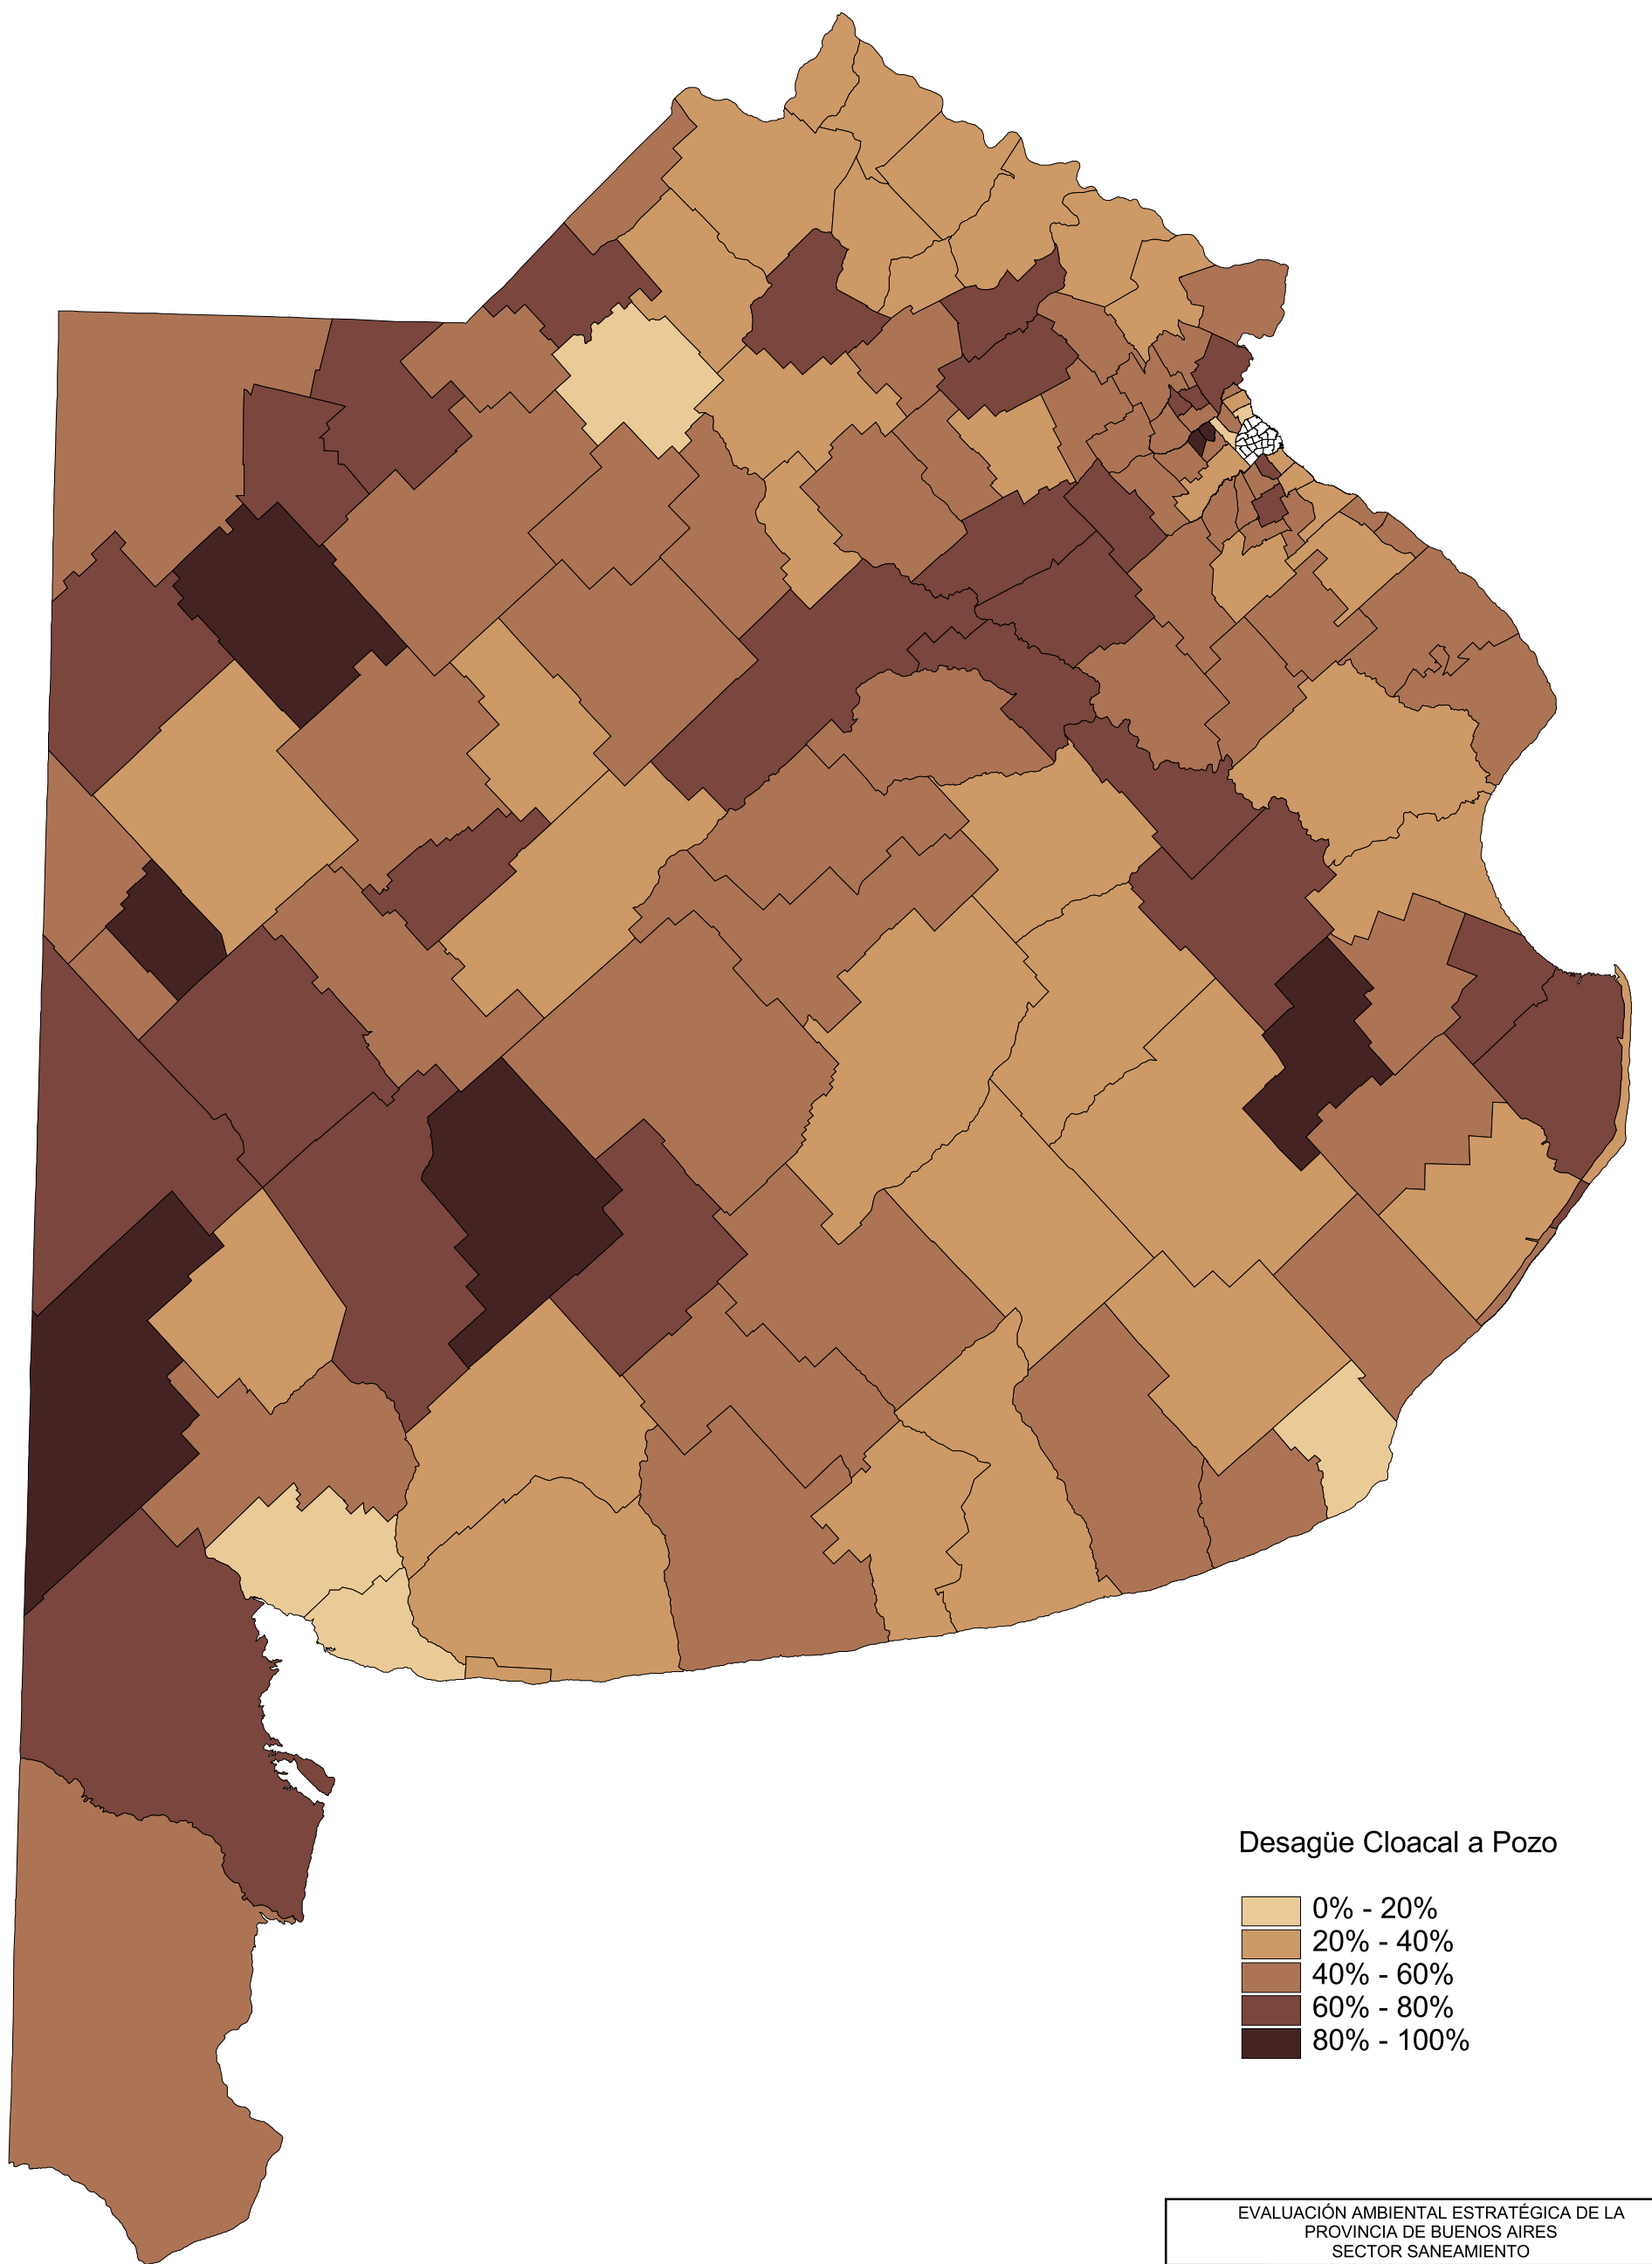 Desagüe Cloacal a Pozo
0% - 20%
20% - 40%
40% - 60%
60% - 80%
80% - 100%
EVALUACIÓN AMBIENTAL ESTRATÉGICA DE LA
PROVINCIA DE BUENOS AIRES
SECTOR SANEAMIENTO